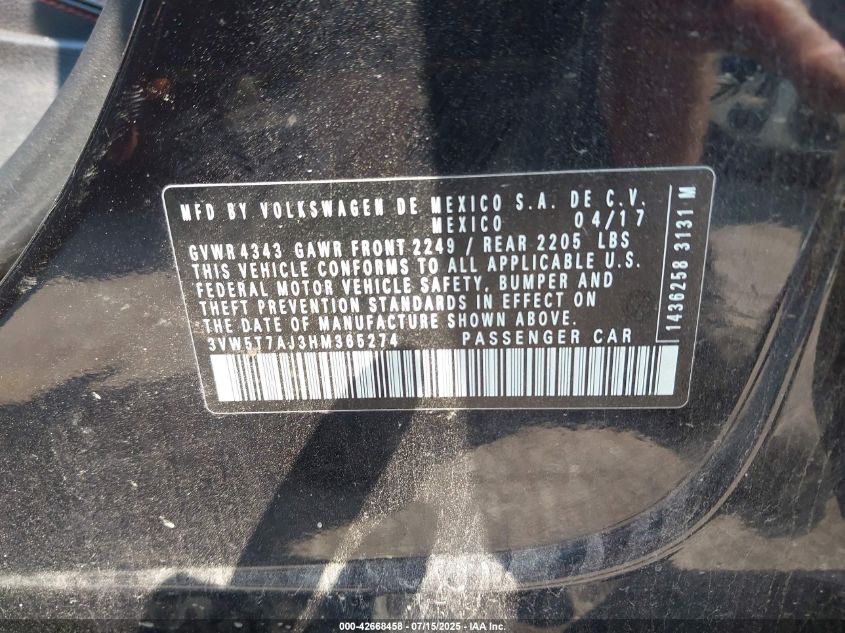 MFD BY VOLKSWAGEN DE MEXICO S.A. DE C.V.
MEXICO 04/17
GVWR 4343 GAWR FRONT 2249 / REAR 2205 LBS
THIS VEHICLE CONFORMS TO ALL APPLICABLE U.S.
FEDERAL MOTOR VEHICLE SAFETY, BUMPER AND
THEFT PREVENTION STANDARDS IN EFFECT ON
THE DATE OF MANUFACTURE SHOWN ABOVE.
3VW5T7AJ3HM365274 PASSENGER CAR
1436258 3131 M
000-42668458 - 07/15/2025 - IAA Inc.